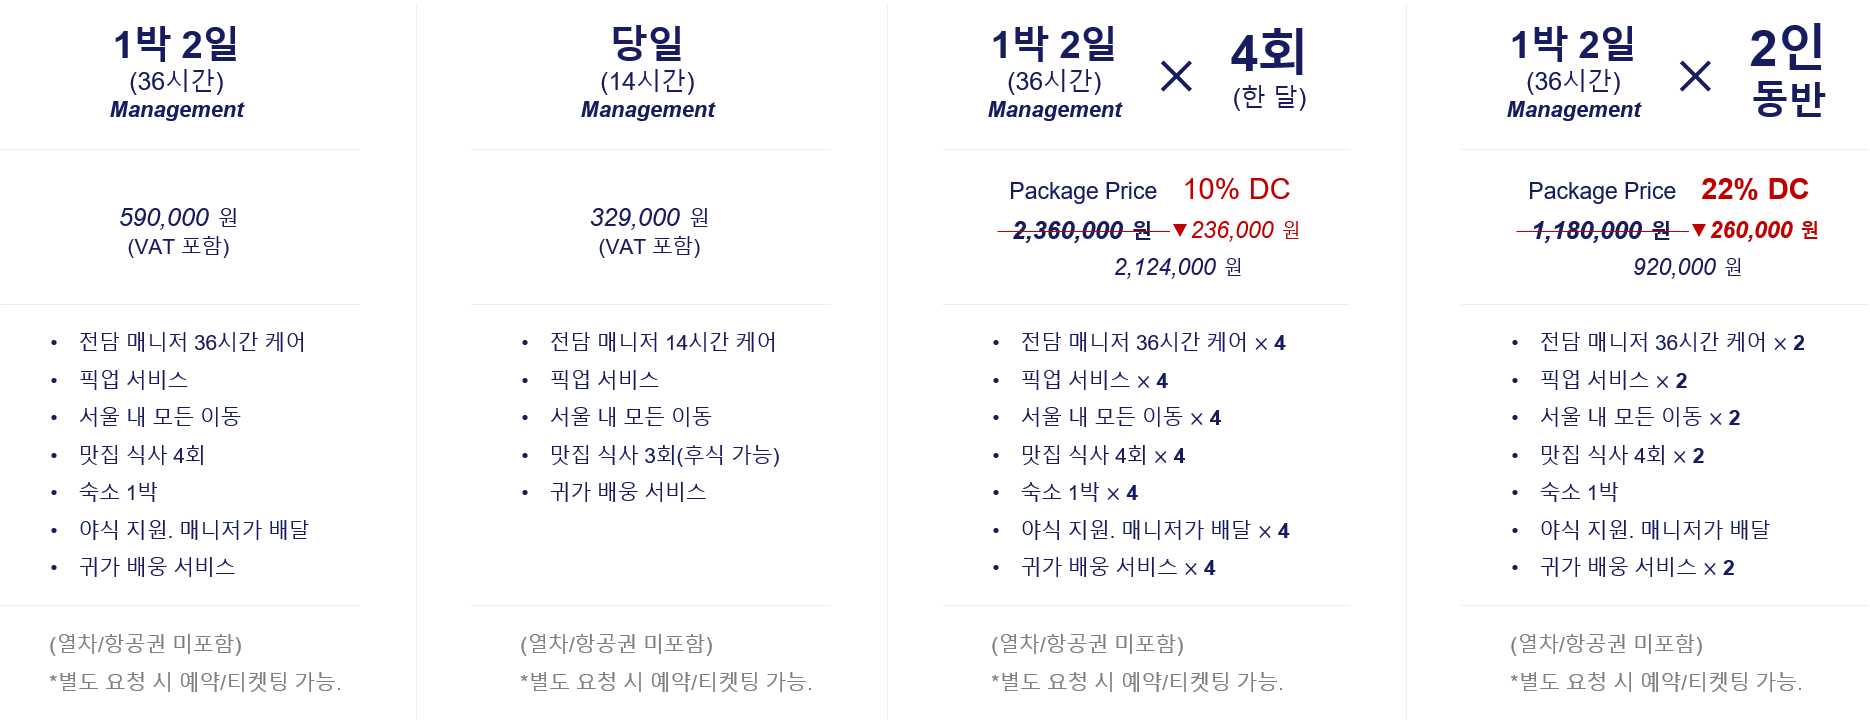 1박 2일
(36시간)
Management
590,000 원
(VAT 포함)
• 전담 매니저 36시간 케어
• 픽업 서비스
• 서울 내 모든 이동
• 맛집 식사 4회
• 숙소 1박
• 야식 지원. 매니저가 배달
• 귀가 배웅 서비스
(열차/항공권 미포함)
*별도 요청 시 예약/티켓팅 가능.
당일
(14시간)
Management
329,000 원
(VAT 포함)
• 전담 매니저 14시간 케어
• 픽업 서비스
• 서울 내 모든 이동
• 맛집 식사 3회(후식 가능)
• 귀가 배웅 서비스
(열차/항공권 미포함)
*별도 요청 시 예약/티켓팅 가능.
1박 2일
(36시간)
Management
×
4회
(한 달)
Package Price 10% DC
2,360,000 원 ▼236,000 원
2,124,000 원
• 전담 매니저 36시간 케어 × 4
• 픽업 서비스 × 4
• 서울 내 모든 이동 × 4
• 맛집 식사 4회 × 4
• 숙소 1박 × 4
• 야식 지원. 매니저가 배달 × 4
• 귀가 배웅 서비스 × 4
(열차/항공권 미포함)
*별도 요청 시 예약/티켓팅 가능.
1박 2일
(36시간)
Management
×
2인
동반
Package Price 22% DC
1,180,000 원 ▼260,000 원
920,000 원
• 전담 매니저 36시간 케어 × 2
• 픽업 서비스 × 2
• 서울 내 모든 이동 × 2
• 맛집 식사 4회 × 2
• 숙소 1박
• 야식 지원. 매니저가 배달
• 귀가 배웅 서비스 × 2
(열차/항공권 미포함)
*별도 요청 시 예약/티켓팅 가능.